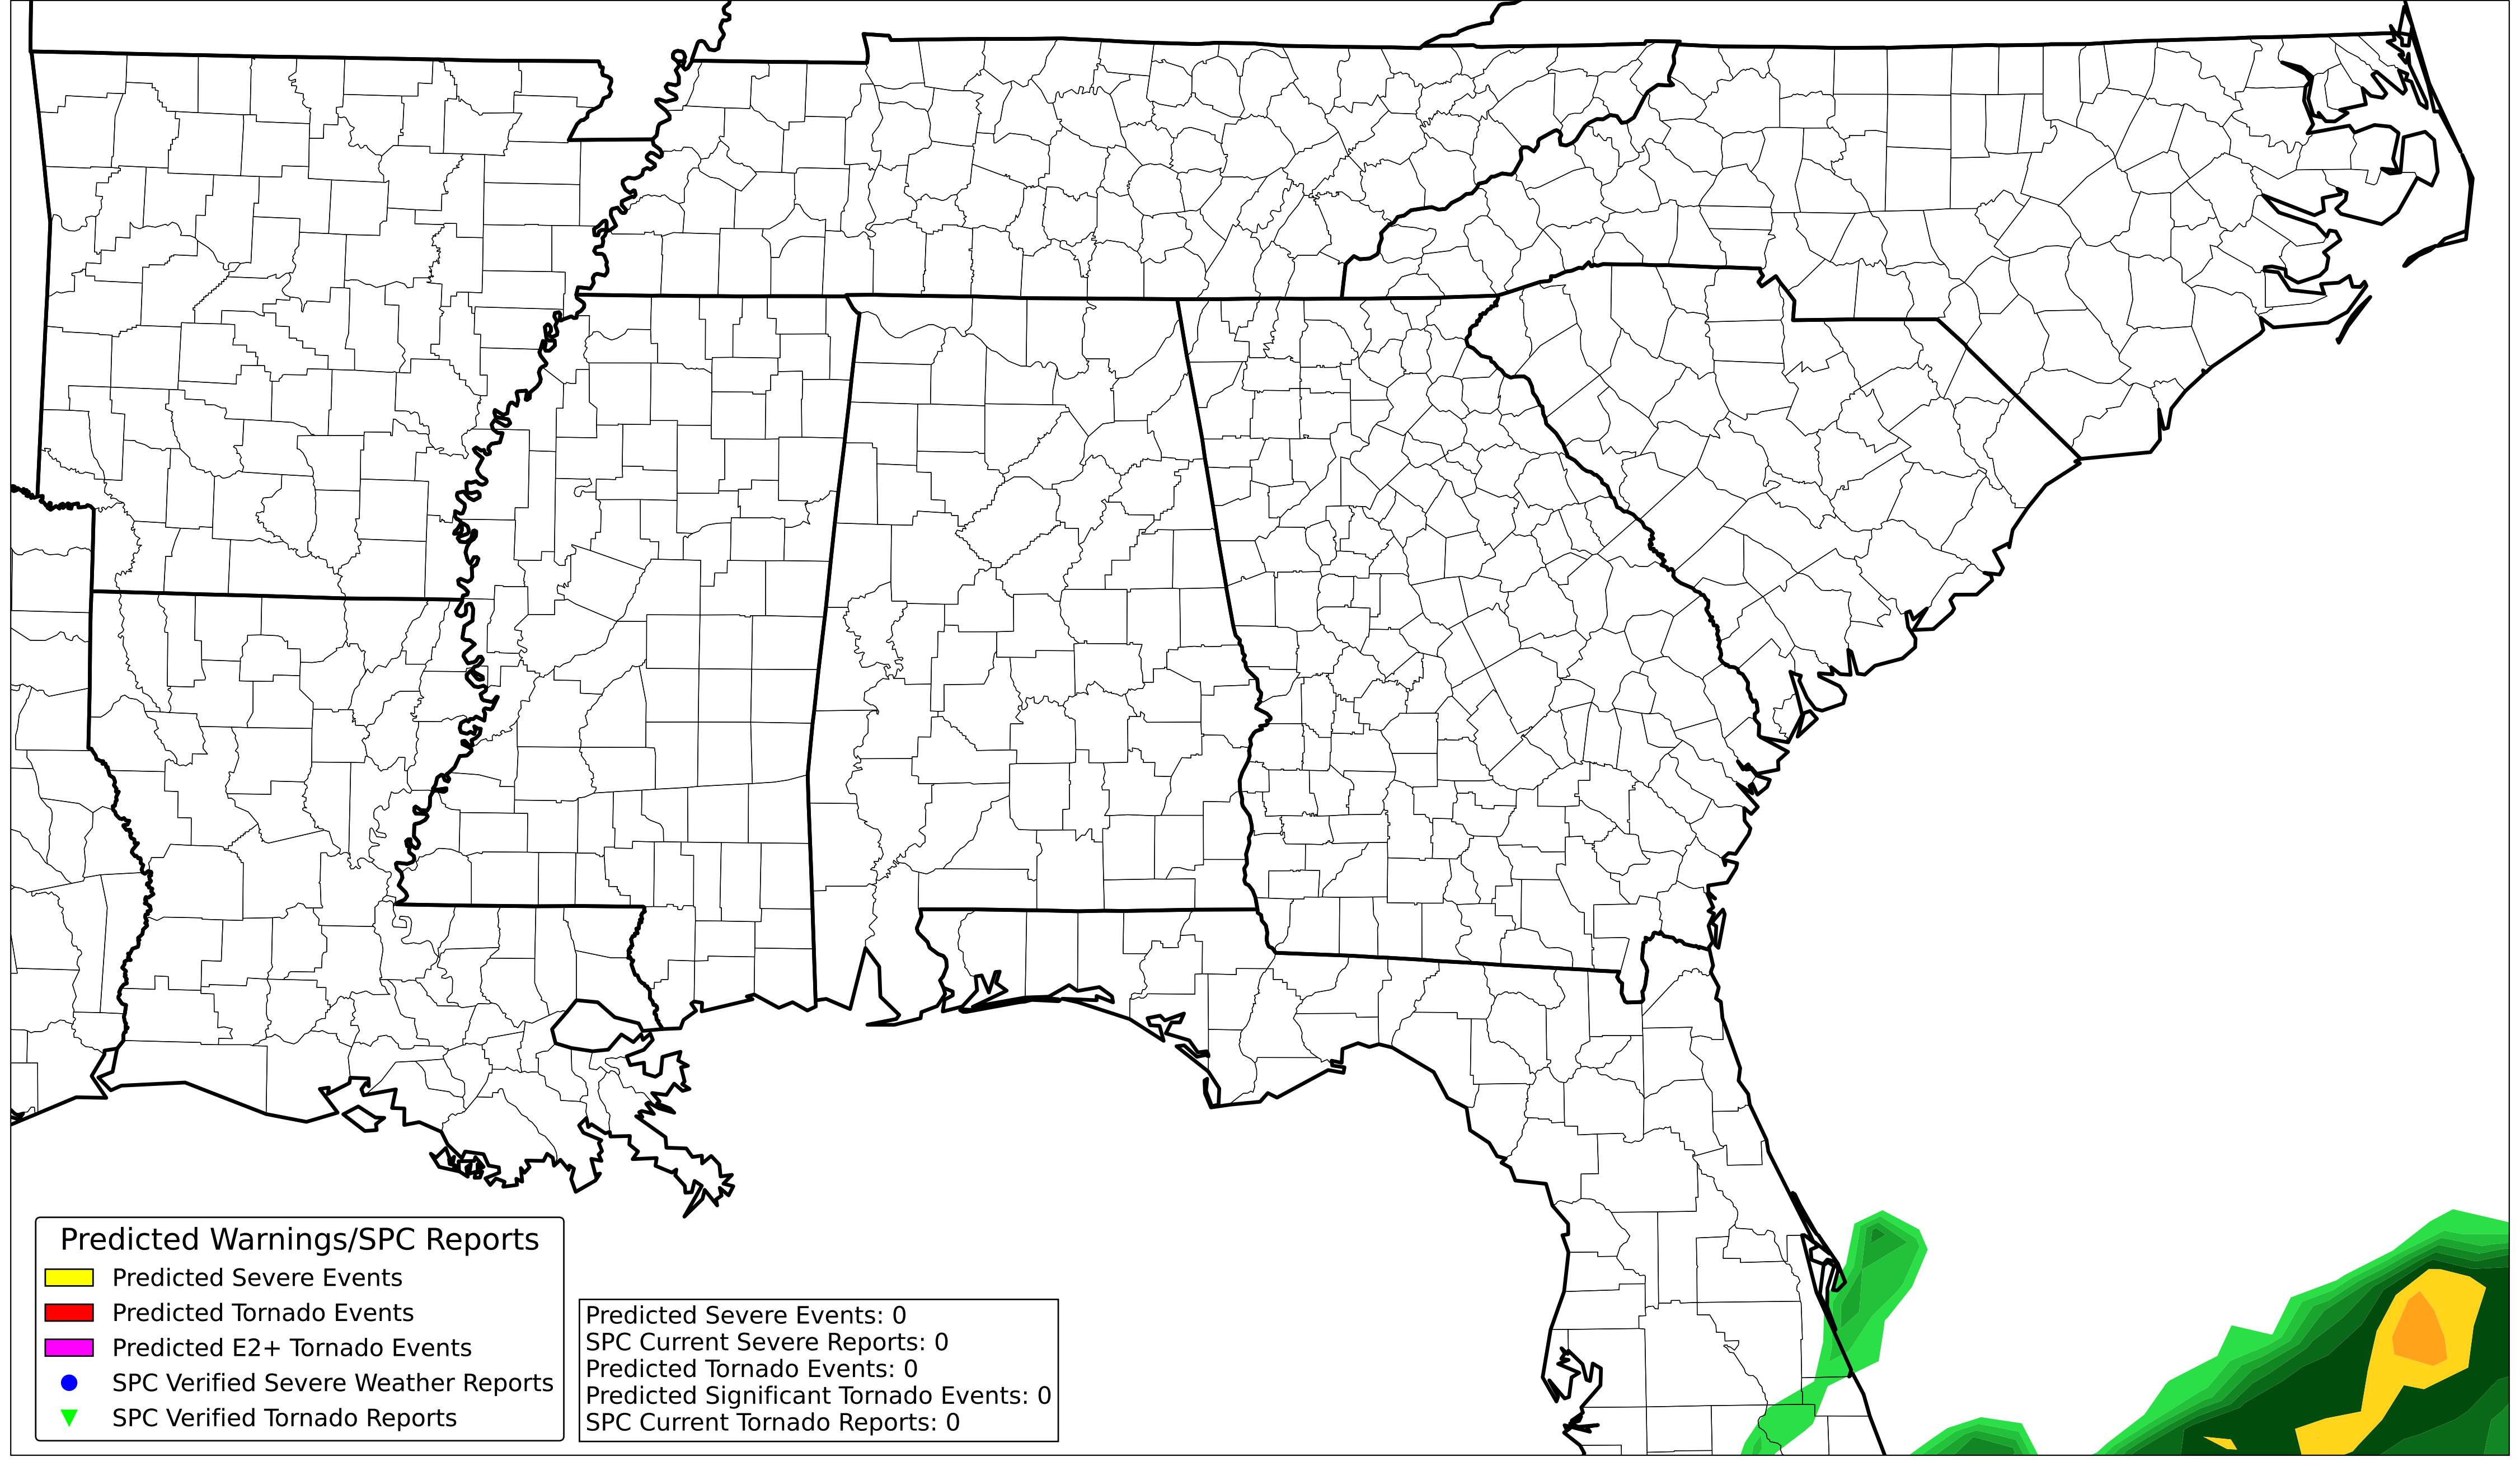 Predicted Warnings/SPC Reports
Predicted Severe Events
Predicted Tornado Events
Predicted E2+ Tornado Events
SPC Verified Severe Weather Reports
SPC Verified Tornado Reports
Predicted Severe Events: 0
SPC Current Severe Reports: 0
Predicted Tornado Events: 0
Predicted Significant Tornado Events: 0
SPC Current Tornado Reports: 0